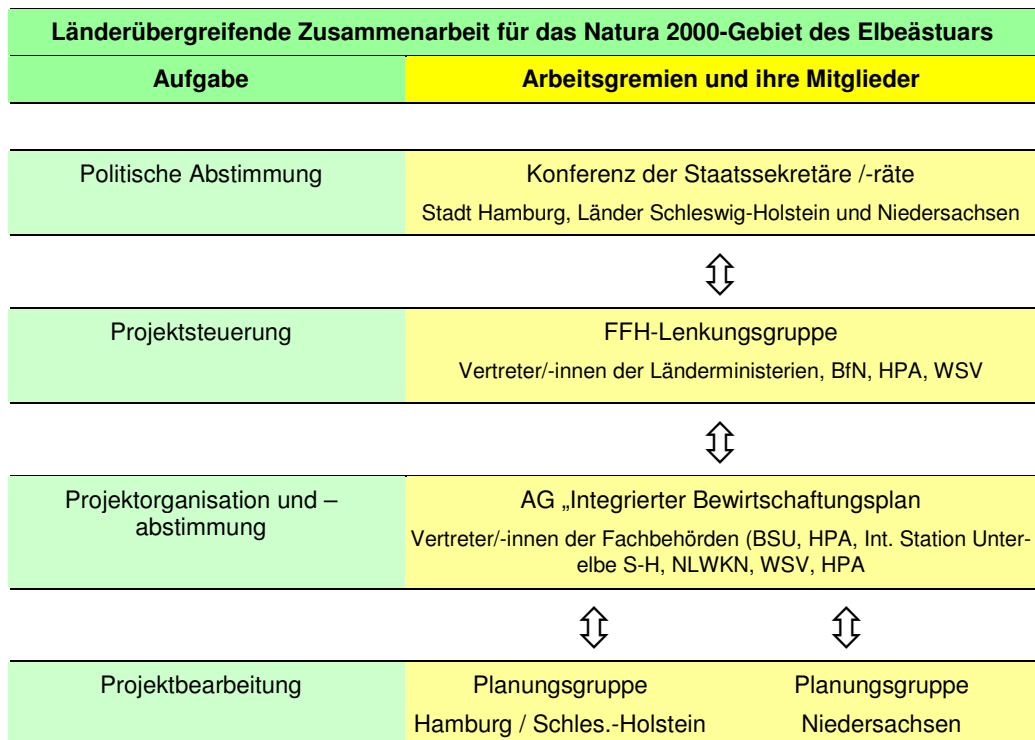 Länderübergreifende Zusammenarbeit für das Natura 2000-Gebiet des Elbeästuars
Aufgabe
Arbeitsgremien und ihre Mitglieder
Politische Abstimmung
Konferenz der Staatssekretäre /-räte
Stadt Hamburg, Länder Schleswig-Holstein und Niedersachsen
Projektsteuerung
FFH-Lenkungsgruppe
Vertreter/-innen der Länderministerien, BfN, HPA, WSV
Projektorganisation und –
abstimmung
AG „Integrierter Bewirtschaftungsplan
Vertreter/-innen der Fachbehörden (BSU, HPA, Int. Station Unter-
elbe S-H, NLWKN, WSV, HPA
Projektbearbeitung
Planungsgruppe
Hamburg / Schles.-Holstein
Planungsgruppe
Niedersachsen